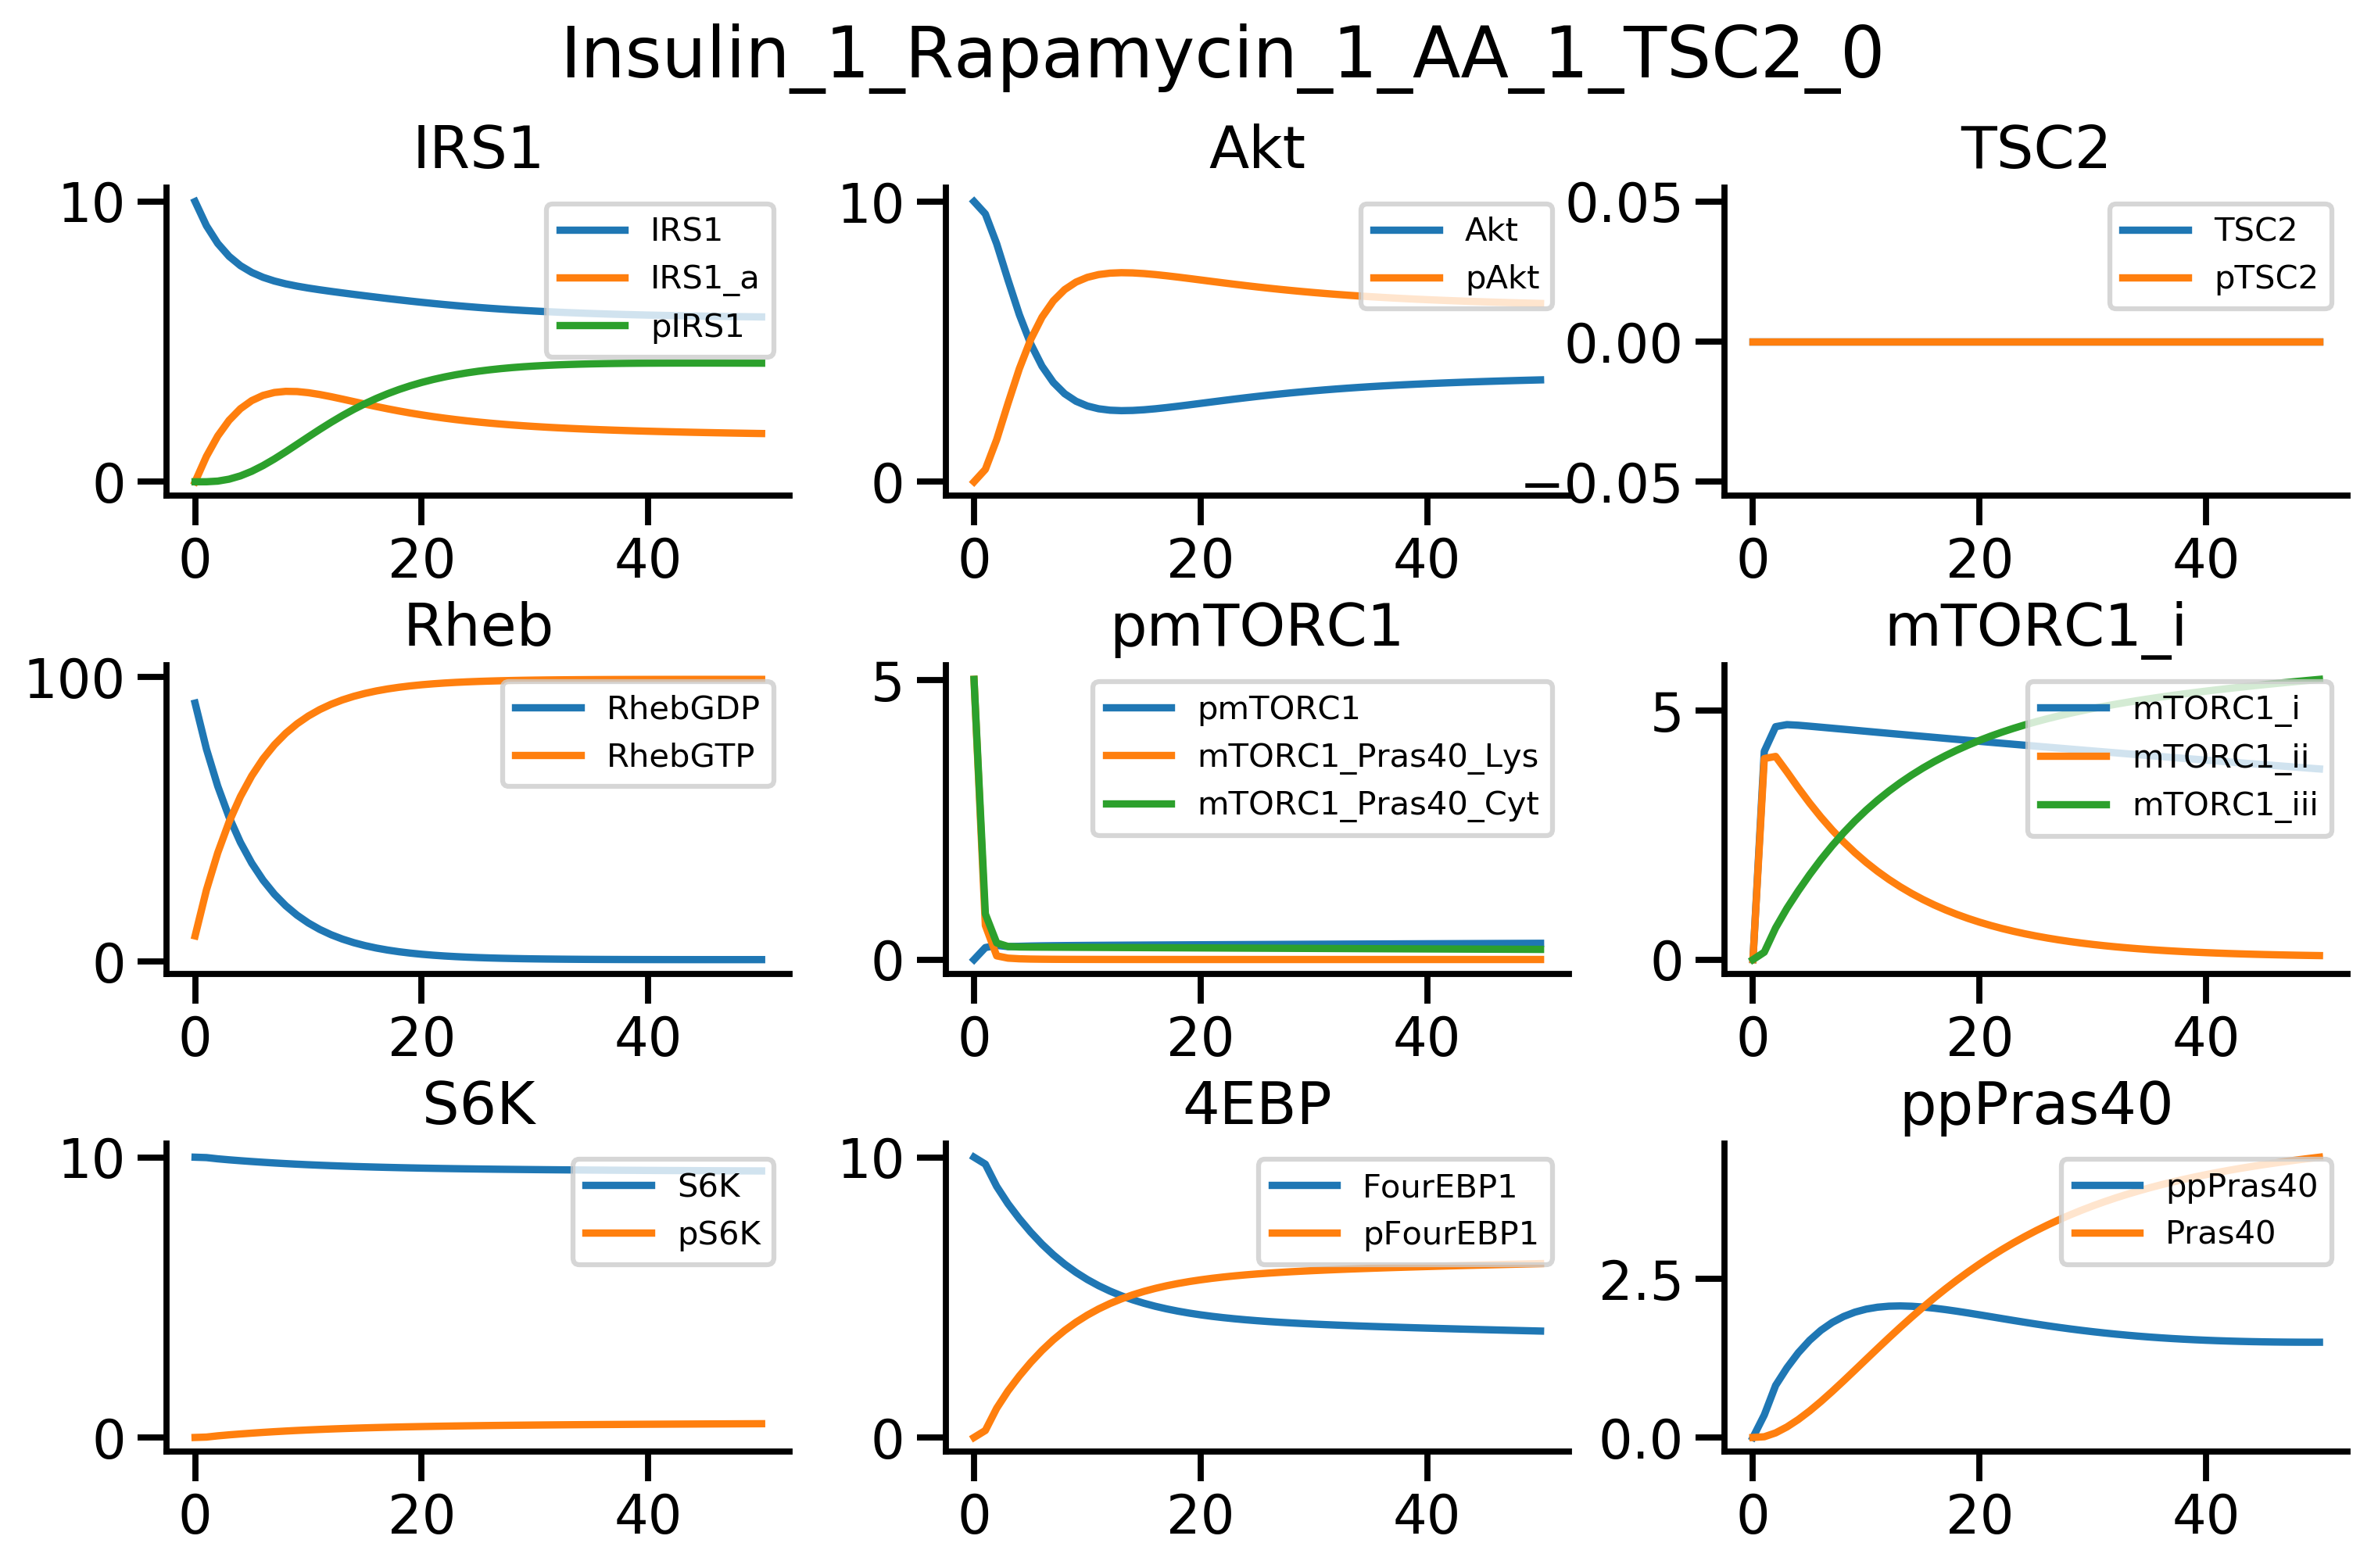 Insulin_1_Rapamycin_1_AA_1_TSC2_0
IRS1
10
0
0
20
40
IRS1
IRS1_a
pIRS1
Akt
10
0
0
20
40
Akt
pAkt
TSC2
0.05
0.00
−0.05
0
20
40
TSC2
pTSC2
Rheb
100
0
0
20
40
RhebGDP
RhebGTP
pmTORC1
5
0
0
20
40
pmTORC1
mTORC1_Pras40_Lys
mTORC1_Pras40_Cyt
mTORC1_i
5
0
0
20
40
mTORC1_i
mTORC1_ii
mTORC1_iii
S6K
10
0
0
20
40
S6K
pS6K
4EBP
10
0
0
20
40
FourEBP1
pFourEBP1
ppPras40
2.5
0.0
0
20
40
ppPras40
Pras40